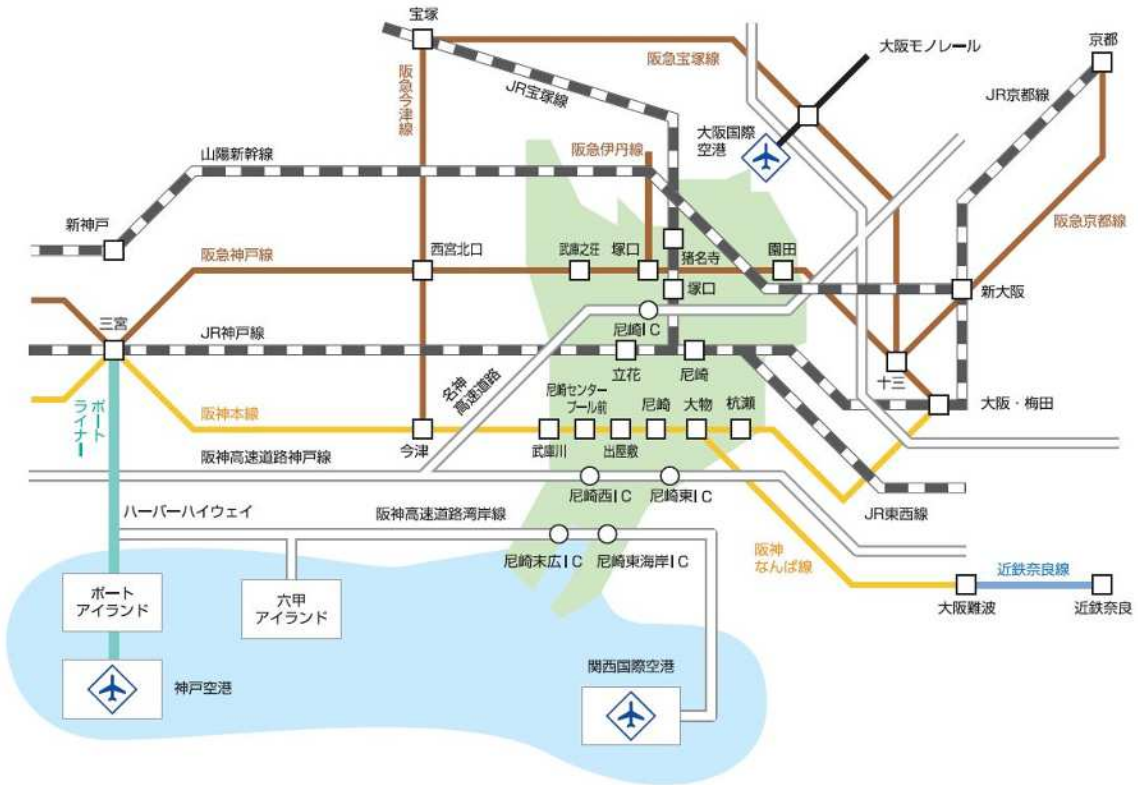 宝塚
京都
大阪モノレール
阪急宝塚線
阪急今津線
JR宝塚線
JR京都線
大阪国際
空港
山陽新幹線
阪急伊丹線
新神戸
阪急京都線
阪急神戸線
西宮北口
武庫之荘
塚口
猪名寺
園田
塚口
新大阪
三宮
尼崎IC
JR神戸線
立花
尼崎
十三
名神
高速道路
尼崎センター
プール前
尼崎
大物
杭瀬
大阪・梅田
ポート
ライナー
阪神本線
今津
武庫川
出屋敷
阪神高速道路神戸線
尼崎西IC
尼崎東IC
ハーバーハイウェイ
阪神高速道路湾岸線
JR東西線
尼崎末広IC
尼崎東海岸IC
阪神
なんば線
近鉄奈良線
ポート
アイランド
六甲
アイランド
大阪難波
近鉄奈良
神戸空港
関西国際空港